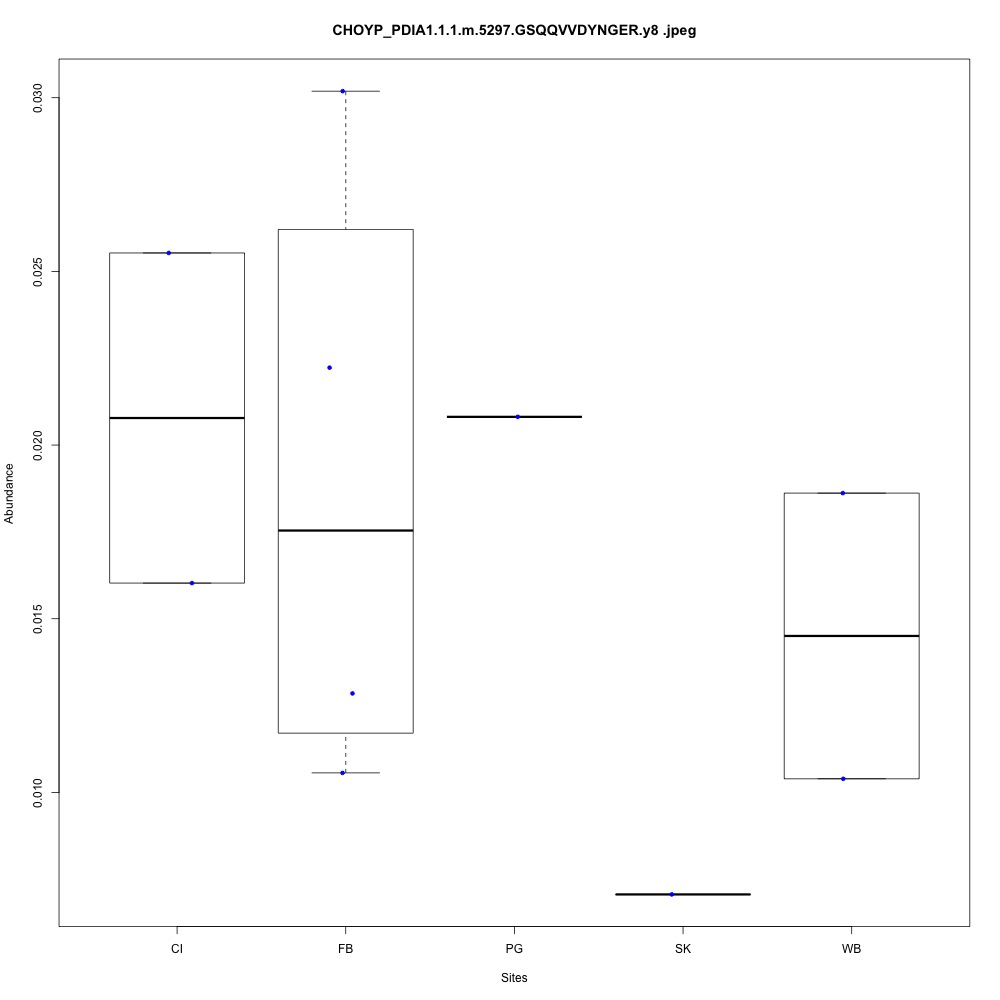 CHOYP_PDIA1.1.1.m.5297.GSQQVVDYNGER.y8 .jpeg
0.030
0.025
0.020
0.015
0.010
Abundance
CI FB PG SK WB
Sites